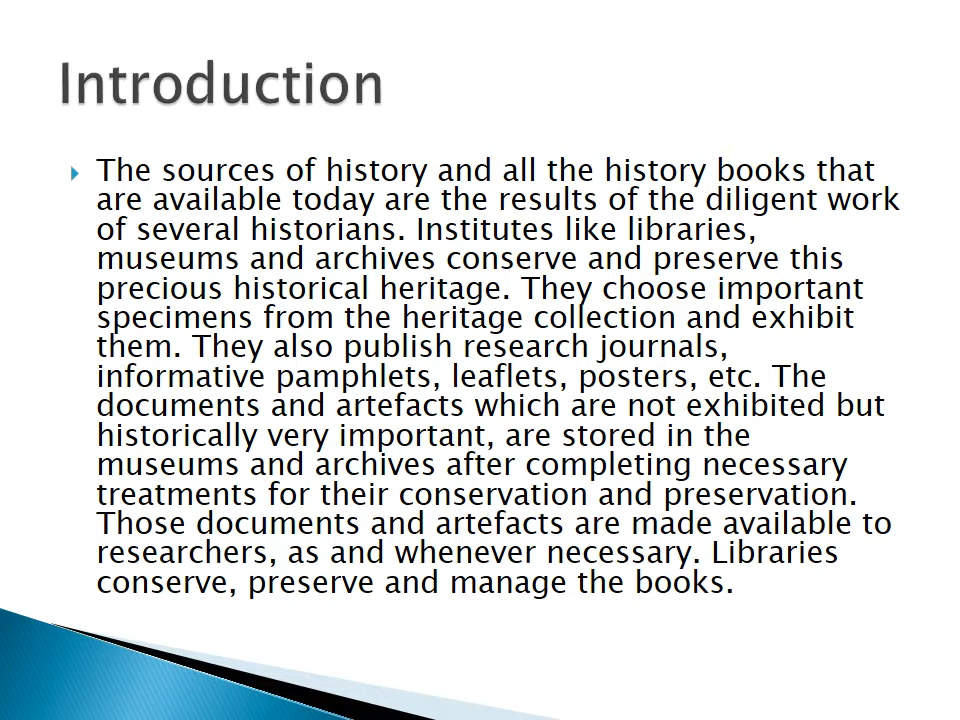 Introduction
The sources of history and all the history books that
are available today are the results of the diligent work
of several historians. Institutes like libraries,
museums and archives conserve and preserve this
precious historical heritage. They choose important
specimens from the heritage collection and exhibit
them. They also publish research journals,
informative pamphlets, leaflets, posters, etc. The
documents and artefacts which are not exhibited but
historically very important, are stored in the
museums and archives after completing necessary
treatments for their conservation and preservation.
Those documents and artefacts are made available to
researchers, as and whenever necessary. Libraries
conserve, preserve and manage the books.